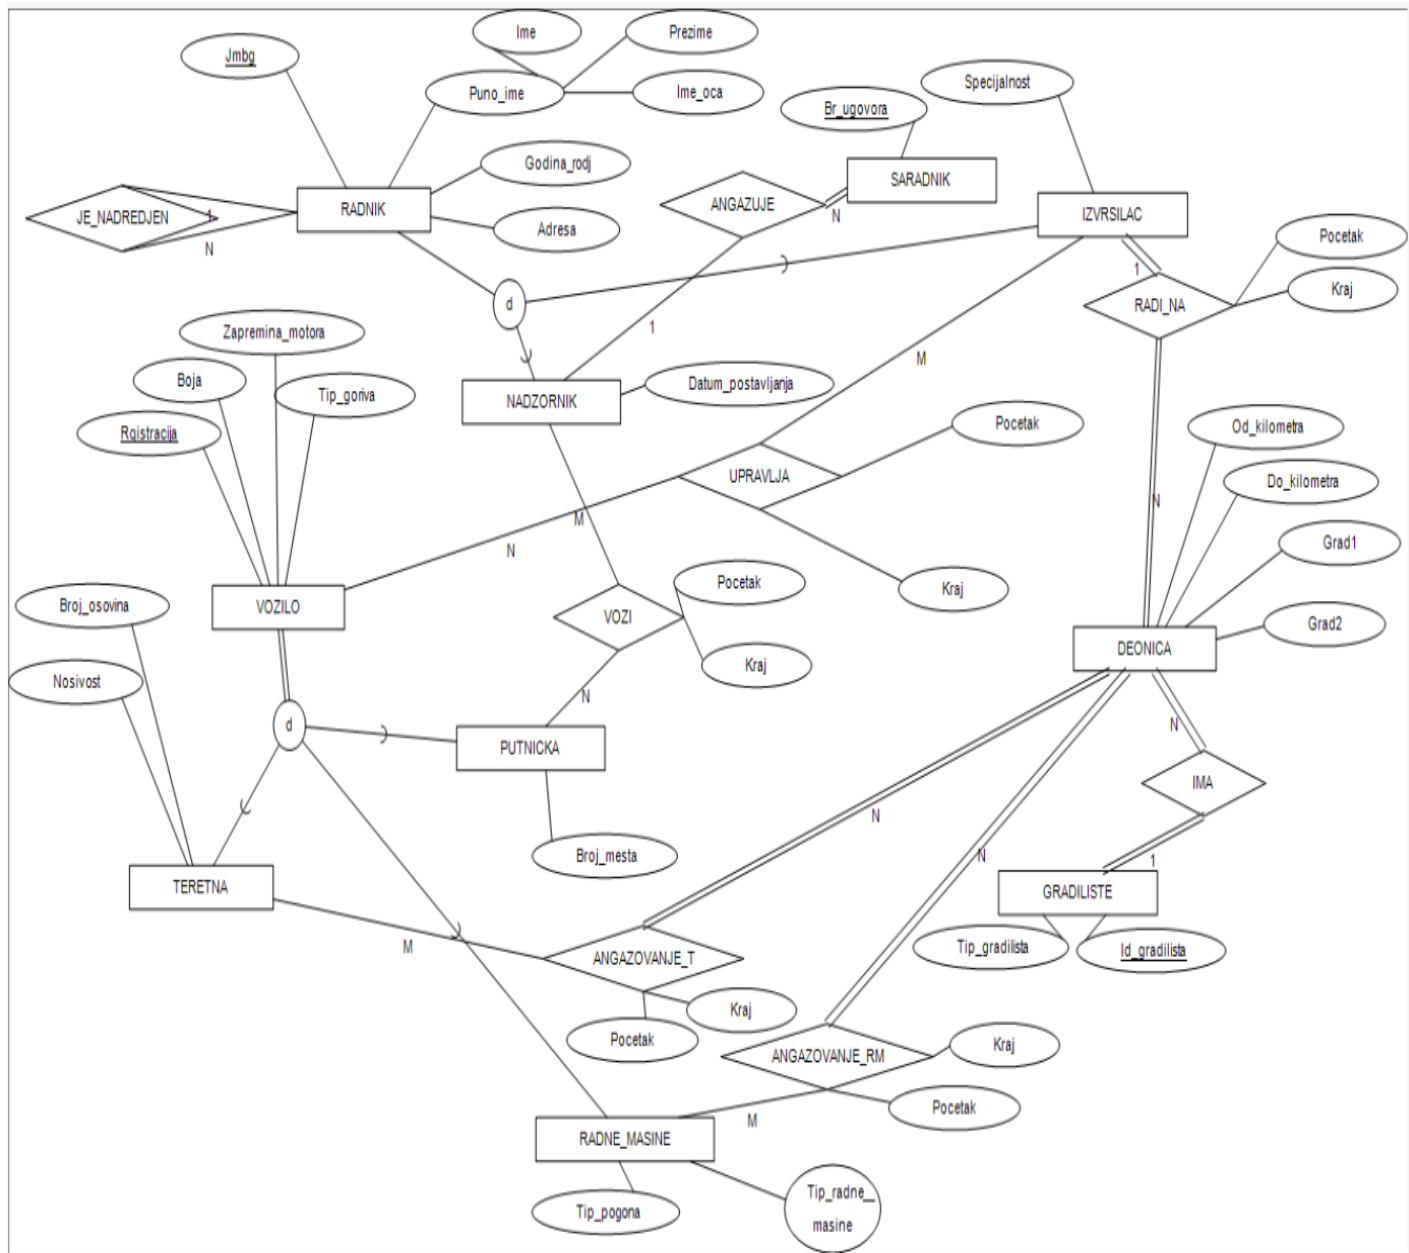 Ime
Prezime
Jmbg
Puno_ime
Ime_oca
Specijalnost
Br_ugovora
Godina_rodj
SARADNIK
ANGAZUJE
N
RADNIK
IZVRSILAC
JE_NADREDJEN
1
N
Adresa
Pocetak
1
Kraj
d
RADI_NA
Zapremina_motora
1
M
Boja
Tip_goriva
NADZORNIK
Datum_postavljanja
Rgistracija
Pocetak
Od_kilometra
UPRAVLJA
Do_kilometra
N
M
N
Grad1
Pocetak
Kraj
Broj_osovina
VOZILO
VOZI
Grad2
DEONICA
Kraj
Nosivost
N
d
N
PUTNICKA
IMA
N
Broj_mesta
N
1
TERETNA
GRADILISTE
M
ANGAZOVANJE_T
Tip_gradilista
Id_gradilista
Kraj
Pocetak
Kraj
ANGAZOVANJE_RM
Pocetak
M
RADNE_MASINE
Tip_radne_
masine
Tip_pogona